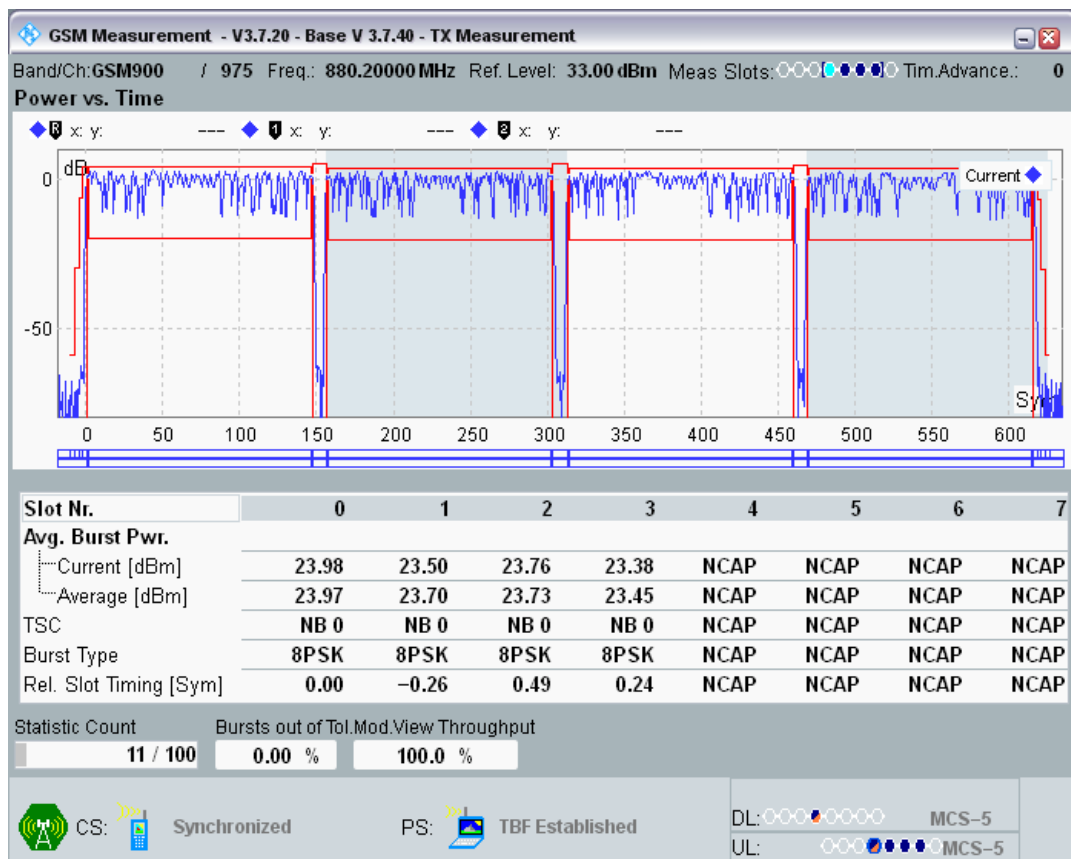 GSM Measurement - V3.7.20 - Base V 3.7.40 - TX Measurement
Band/Ch:GSM900 / 975 Freq.: 880.20000 MHz Ref. Level: 33.00 dBm Meas Slots: Tim.Advance.: 0
Power vs. Time
R x: y: --- 1 x: y: --- 2 x: y: ---
dB
Current
0
-50
Sym
0 50 100 150 200 250 300 350 400 450 500 550 600
Slot Nr. 0 1 2 3 4 5 6 7
Avg. Burst Pwr.
Current [dBm] 23.98 23.50 23.76 23.38 NCAP NCAP NCAP NCAP
Average [dBm] 23.97 23.70 23.73 23.45 NCAP NCAP NCAP NCAP
TSC NB 0 NB 0 NB 0 NB 0 NCAP NCAP NCAP NCAP
Burst Type 8PSK 8PSK 8PSK 8PSK NCAP NCAP NCAP NCAP
Rel. Slot Timing [Sym] 0.00 −0.26 0.49 0.24 NCAP NCAP NCAP NCAP
Statistic Count Bursts out of Tol. Mod.View Throughput
11 / 100 0.00 % 100.0 %
CS: Synchronized PS: TBF Established
DL: MCS−5
UL: MCS−5